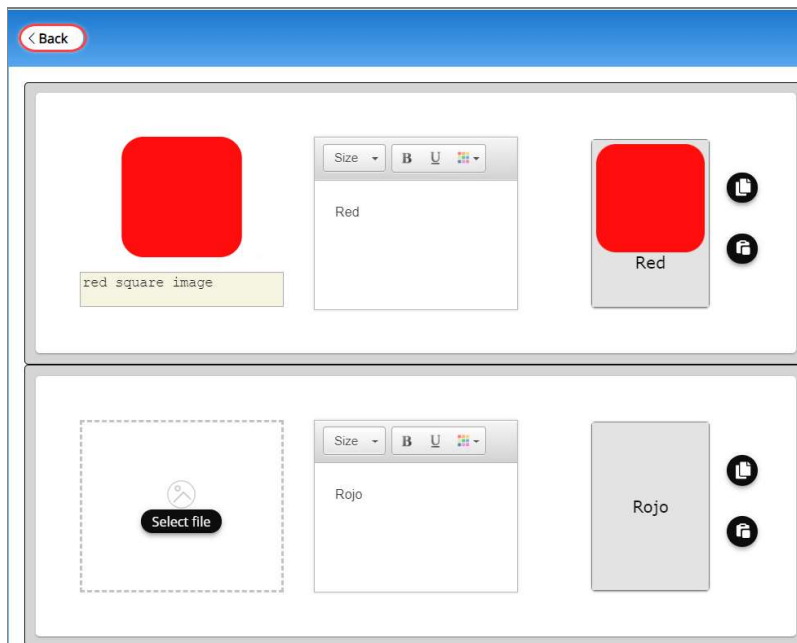 Back
Size B U
Red
Red
red square image
Size B U
Rojo
Rojo
Select file